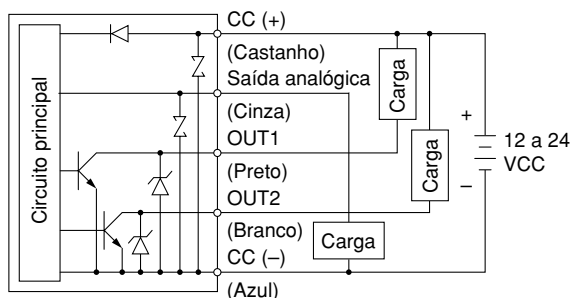 CC (+)
(Castanho)
Saída analógica
(Cinza)
OUT1
(Preto)
OUT2
(Branco)
CC (–)
(Azul)
Circuito principal
Carga
Carga
Carga
+
–
12 a 24
VCC